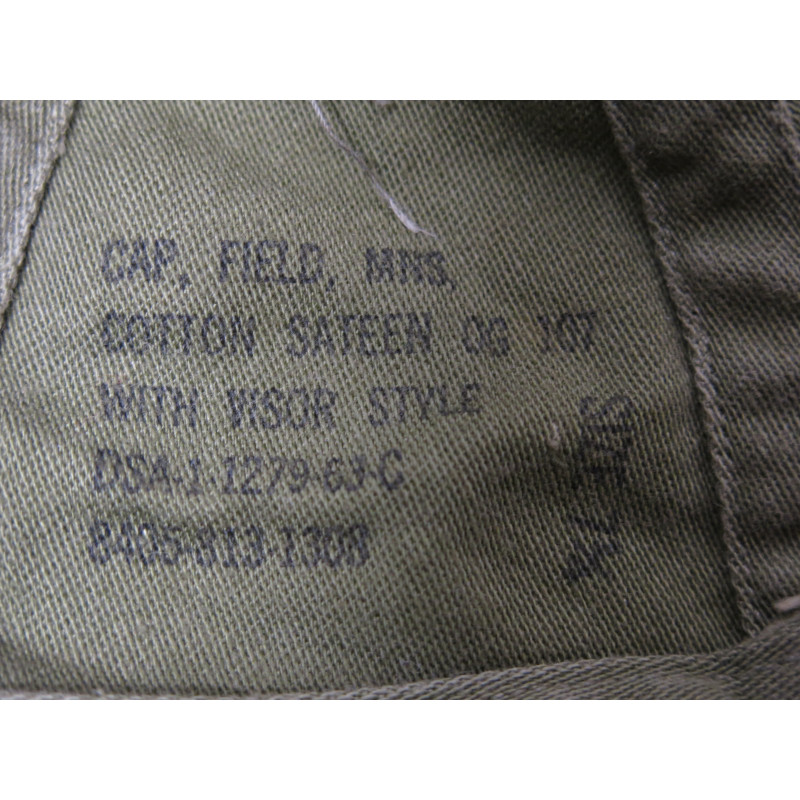 CAP, FIELD, MNS,
COTTON SATEEN OG 107
WITH VISOR STYLE
DSA-1-1279-63-C
8405-813-1308